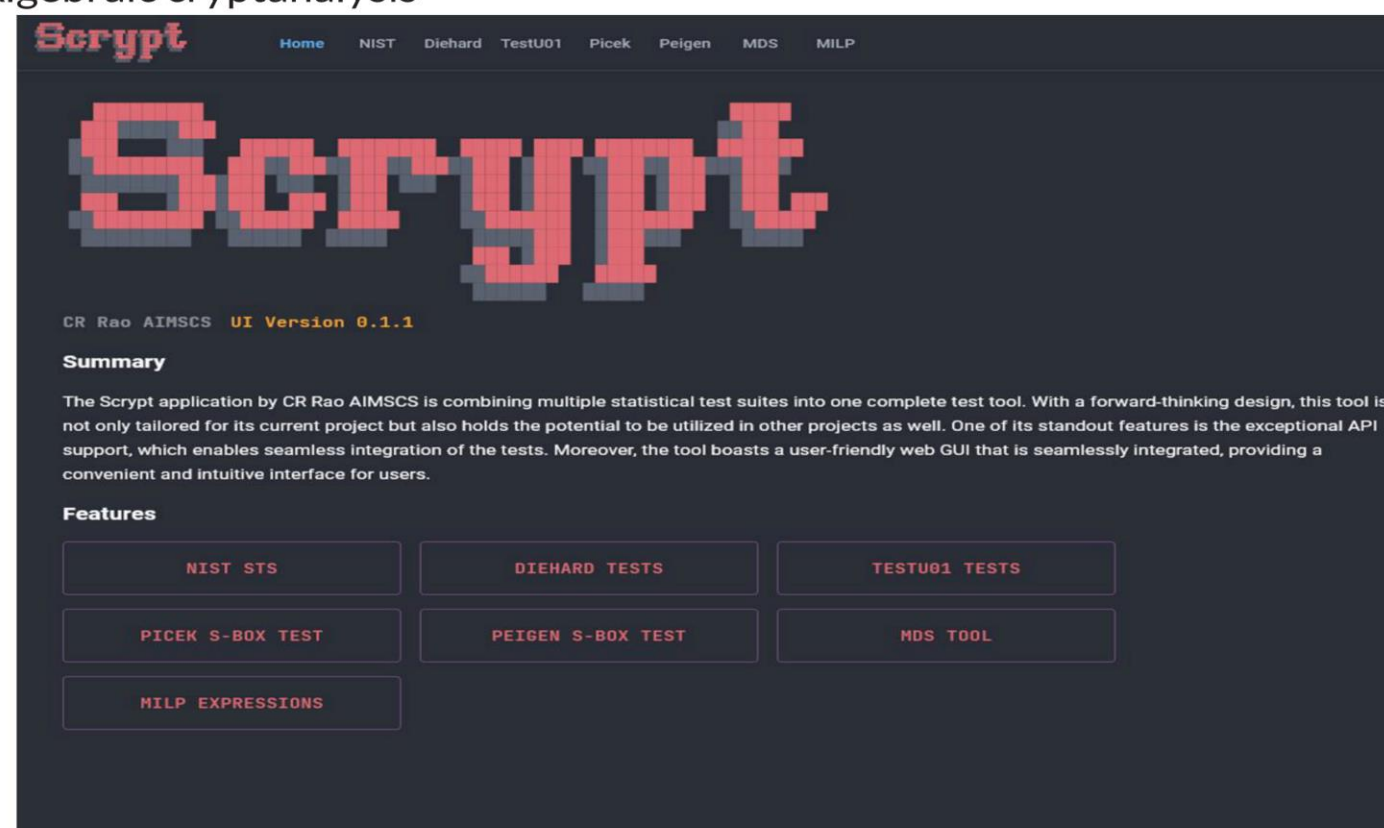 algebraic cryptanalysis
Scrypt Home NIST Diehard TestU01 Picek Peigen MDS MILP
Scrypt
CR Rao AIMSCS UI Version 0.1.1
Summary
The Scrypt application by CR Rao AIMSCS is combining multiple statistical test suites into one complete test tool. With a forward-thinking design, this tool is
not only tailored for its current project but also holds the potential to be utilized in other projects as well. One of its standout features is the exceptional API
support, which enables seamless integration of the tests. Moreover, the tool boasts a user-friendly web GUI that is seamlessly integrated, providing a
convenient and intuitive interface for users.
Features
NIST STS DIEHARD TESTS TESTU01 TESTS
PICEK S-BOX TEST PEIGEN S-BOX TEST MDS TOOL
MILP EXPRESSIONS